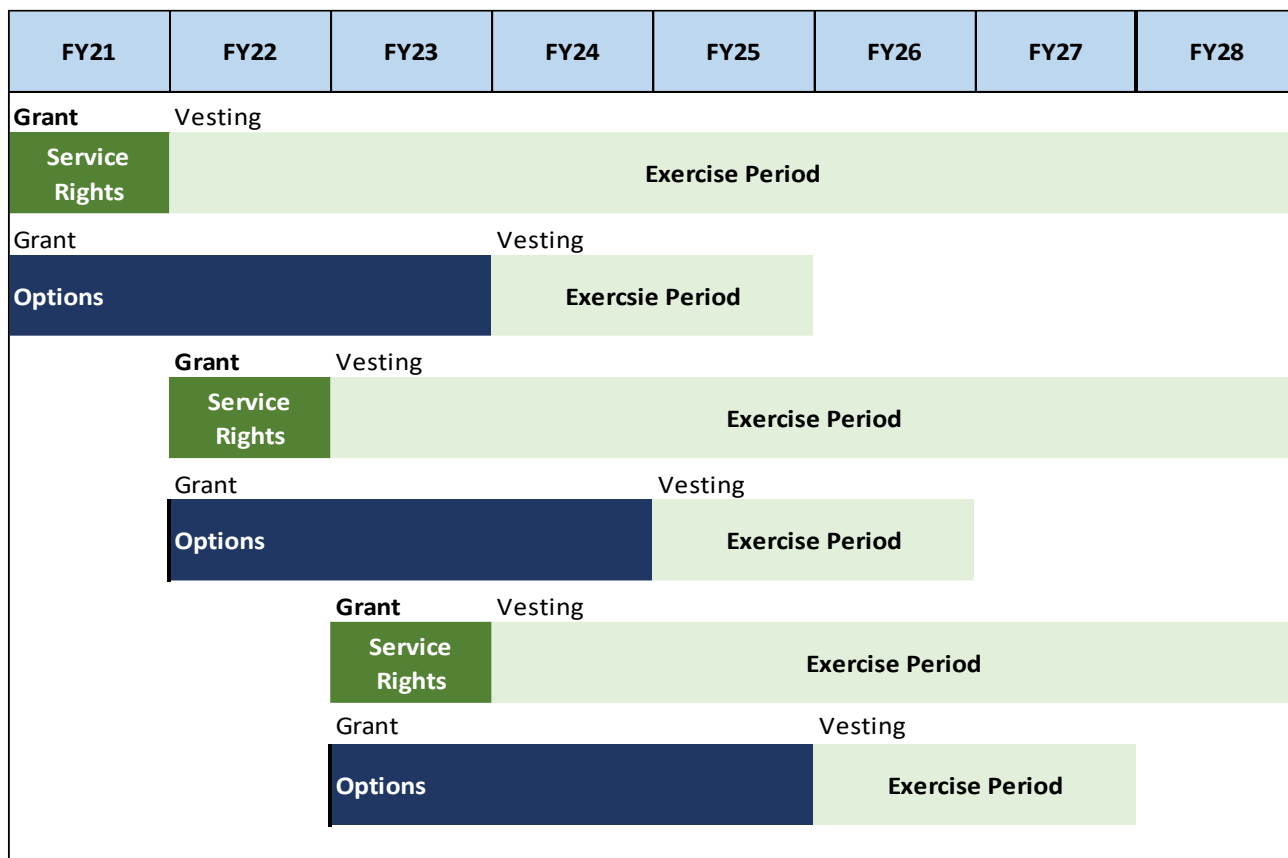 FY21 FY22 FY23 FY24 FY25 FY26 FY27 FY28
Grant Vesting
Service
Rights
Exercise Period
Grant Vesting
Options Exercsie Period
Grant Vesting
Service
Rights
Exercise Period
Grant Vesting
Options Exercise Period
Grant Vesting
Service
Rights
Exercise Period
Grant Vesting
Options Exercise Period